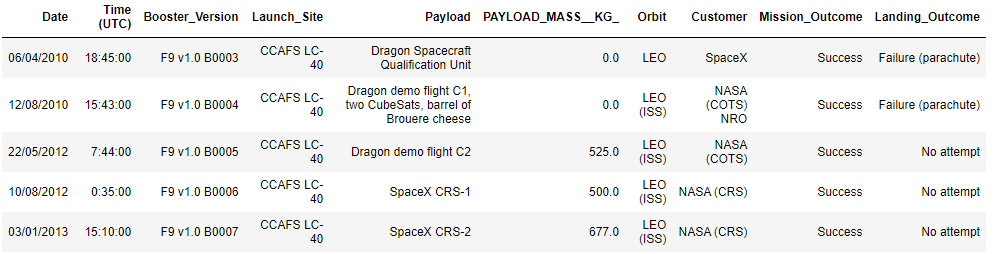 Date Time (UTC) Booster_Version Launch_Site Payload PAYLOAD_MASS__KG_ Orbit Customer Mission_Outcome Landing_Outcome
06/04/2010 18:45:00 F9 v1.0 B0003 CCAFS LC-40 Dragon Spacecraft Qualification Unit 0.0 LEO SpaceX Success Failure (parachute)
12/08/2010 15:43:00 F9 v1.0 B0004 CCAFS LC-40 Dragon demo flight C1, two CubeSats, barrel of Brouere cheese 0.0 LEO (ISS) NASA (COTS) NRO Success Failure (parachute)
22/05/2012 7:44:00 F9 v1.0 B0005 CCAFS LC-40 Dragon demo flight C2 525.0 LEO (ISS) NASA (COTS) Success No attempt
10/08/2012 0:35:00 F9 v1.0 B0006 CCAFS LC-40 SpaceX CRS-1 500.0 LEO (ISS) NASA (CRS) Success No attempt
03/01/2013 15:10:00 F9 v1.0 B0007 CCAFS LC-40 SpaceX CRS-2 677.0 LEO (ISS) NASA (CRS) Success No attempt